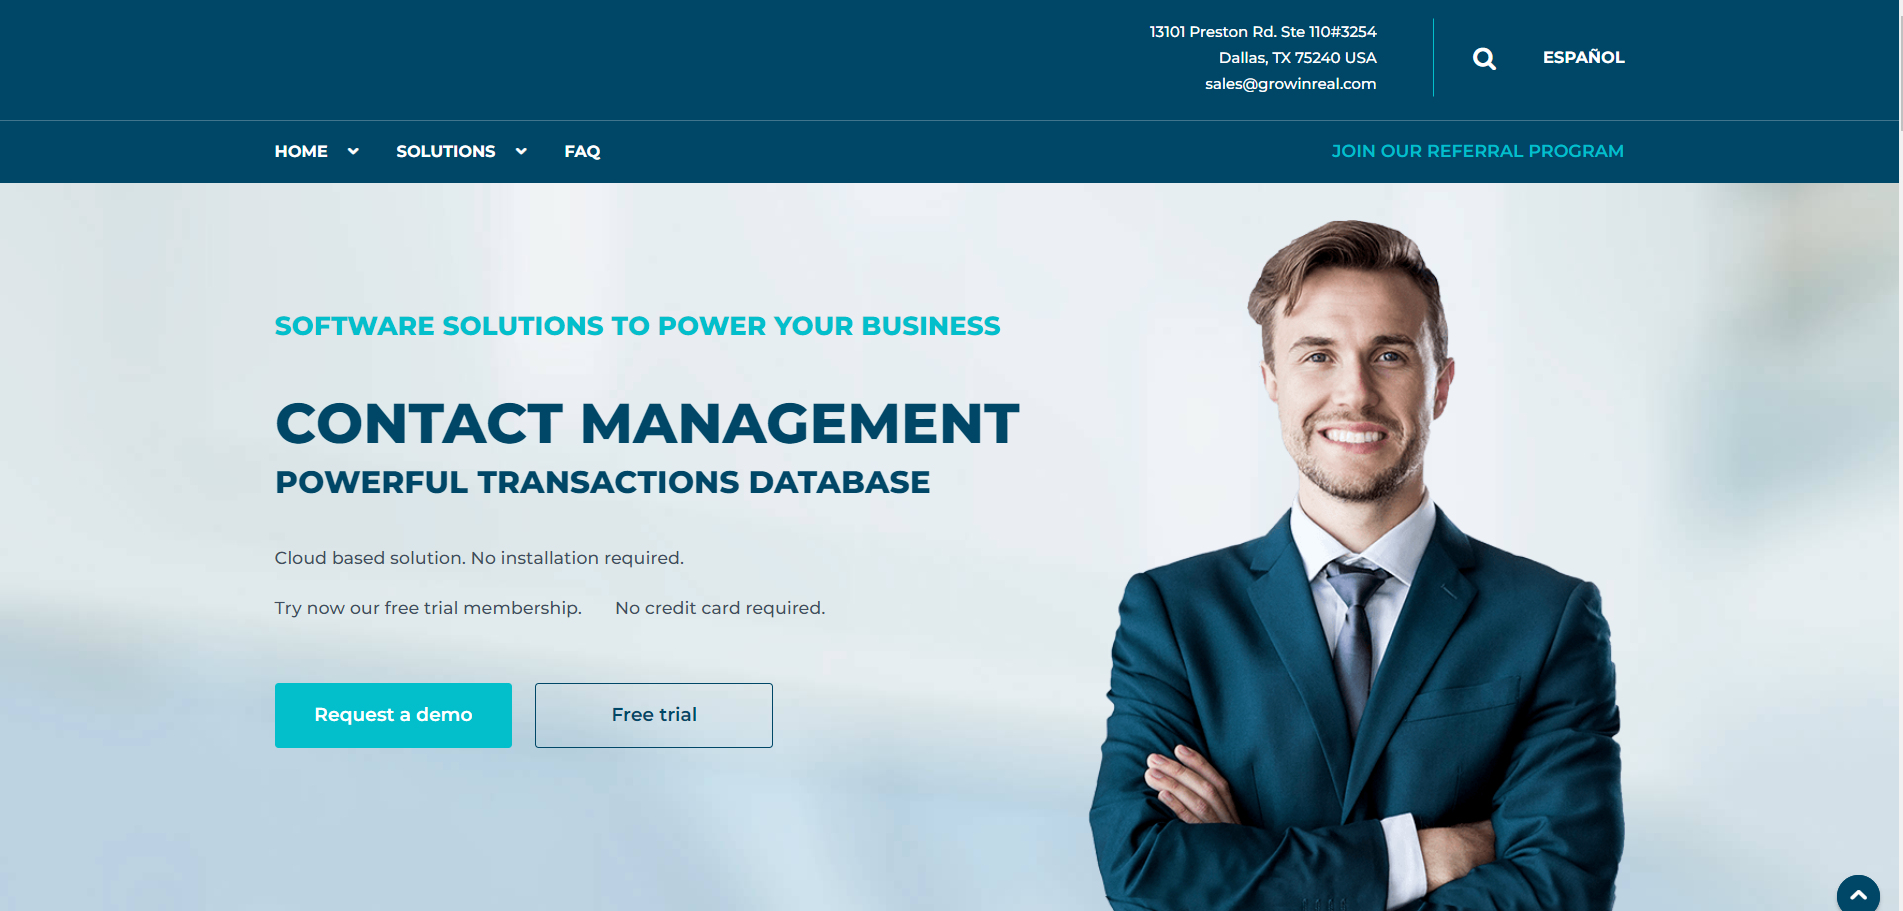 13101 Preston Rd. Ste 110#3254
Dallas, TX 75240 USA
sales@growinreal.com
ESPAÑOL
HOME
SOLUTIONS
FAQ
JOIN OUR REFERRAL PROGRAM
SOFTWARE SOLUTIONS TO POWER YOUR BUSINESS
CONTACT MANAGEMENT
POWERFUL TRANSACTIONS DATABASE
Cloud based solution. No installation required.
Try now our free trial membership. No credit card required.
Request a demo
Free trial